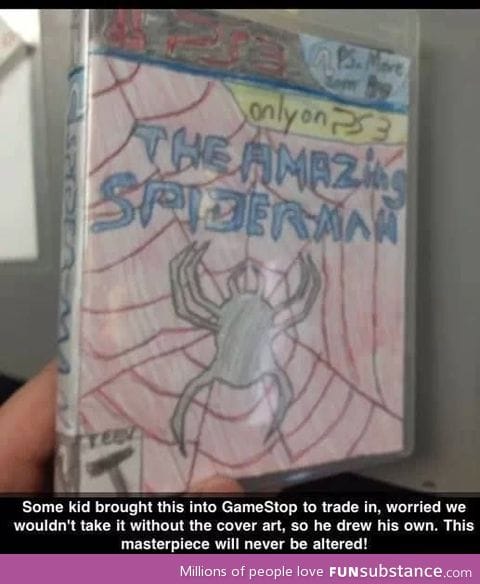 PS3
only on PS3
THE AMAZing
SPIDERMAN
T
Some kid brought this into GameStop to trade in, worried we
wouldn't take it without the cover art, so he drew his own. This
masterpiece will never be altered!
Millions of people love FUNsubstance.com